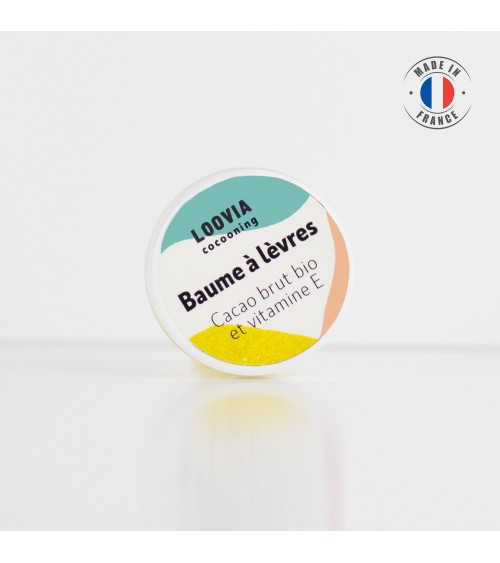 MADE IN
FRANCE
LOOVIA
cocooning
Baume à lèvres
Cacao brut bio
et vitamine E